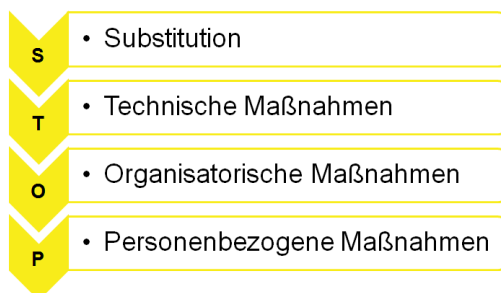 S • Substitution
T • Technische Maßnahmen
O • Organisatorische Maßnahmen
P • Personenbezogene Maßnahmen